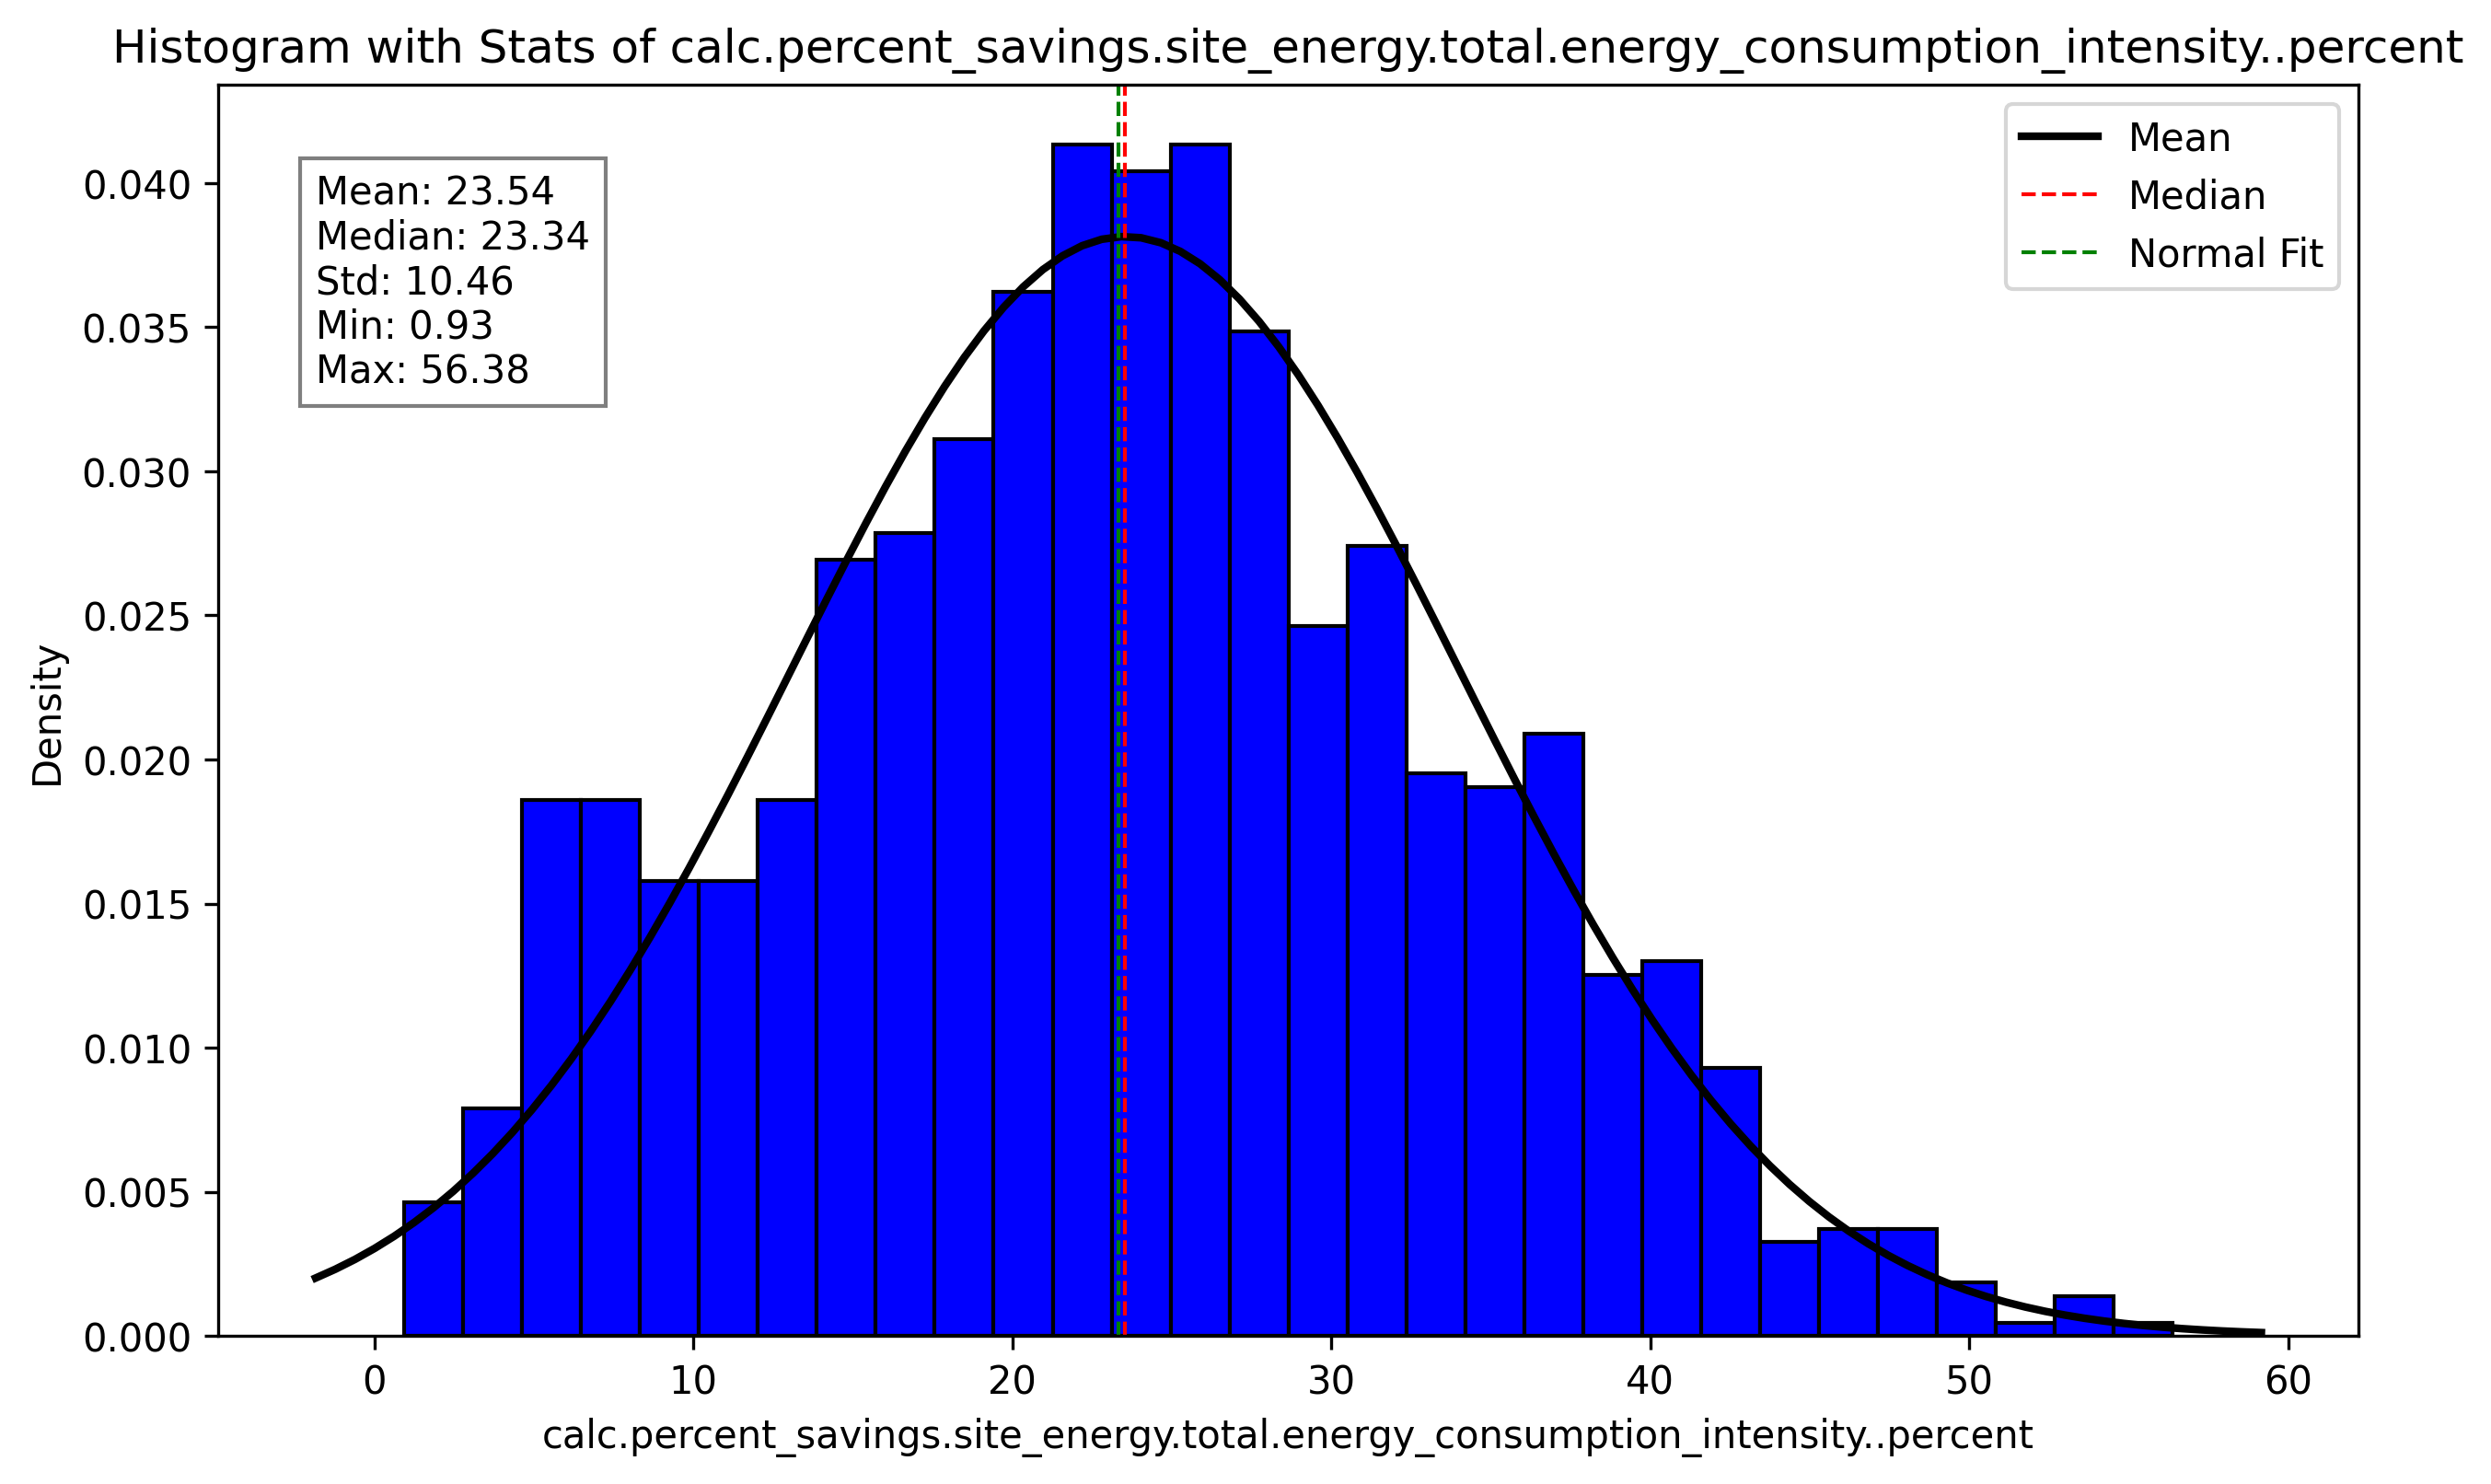 Histogram with Stats of calc.percent_savings.site_energy.total.energy_consumption_intensity..percent
Mean: 23.54
Median: 23.34
Std: 10.46
Min: 0.93
Max: 56.38
Mean
Median
Normal Fit
0.040
0.035
0.030
0.025
0.020
0.015
0.010
0.005
0.000
Density
0 10 20 30 40 50 60
calc.percent_savings.site_energy.total.energy_consumption_intensity..percent